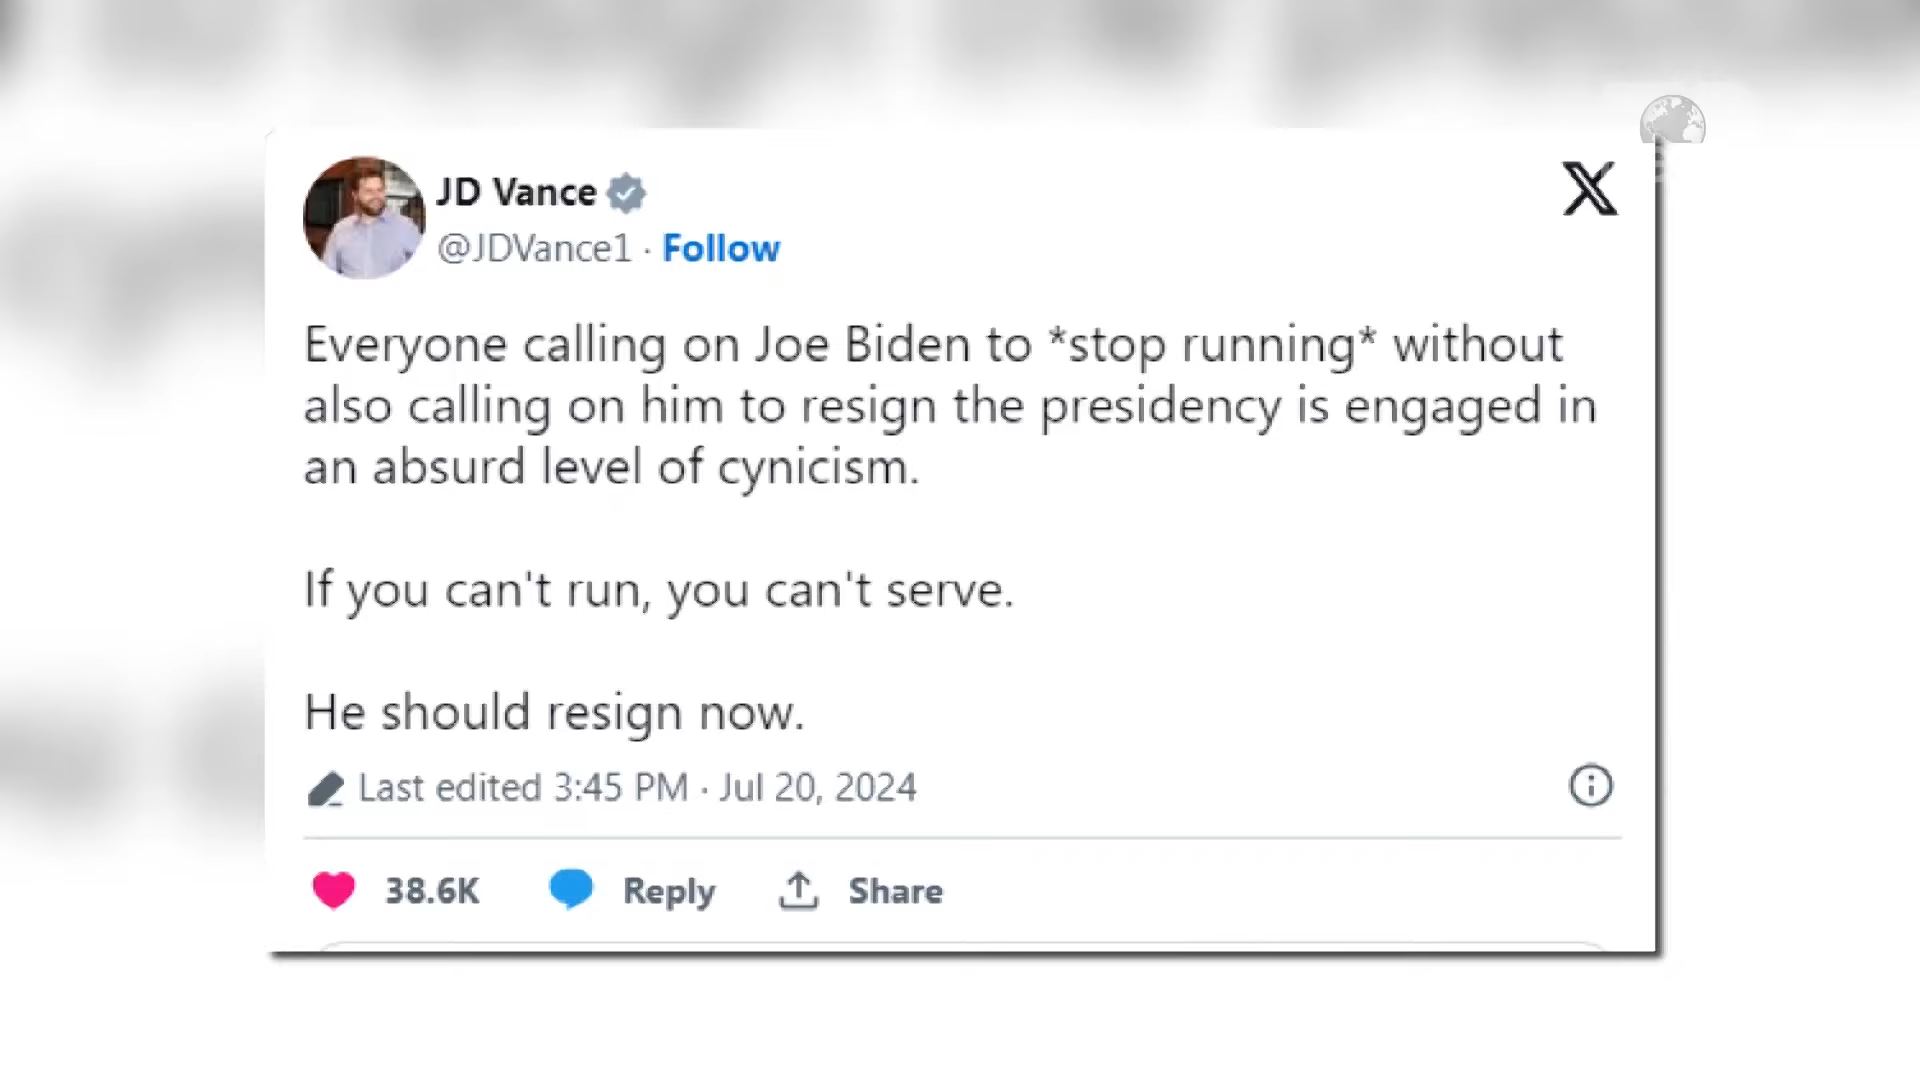 JD Vance
@JDVance1 · Follow
Everyone calling on Joe Biden to *stop running* without
also calling on him to resign the presidency is engaged in
an absurd level of cynicism.
If you can't run, you can't serve.
He should resign now.
Last edited 3:45 PM · Jul 20, 2024
38.6K Reply Share